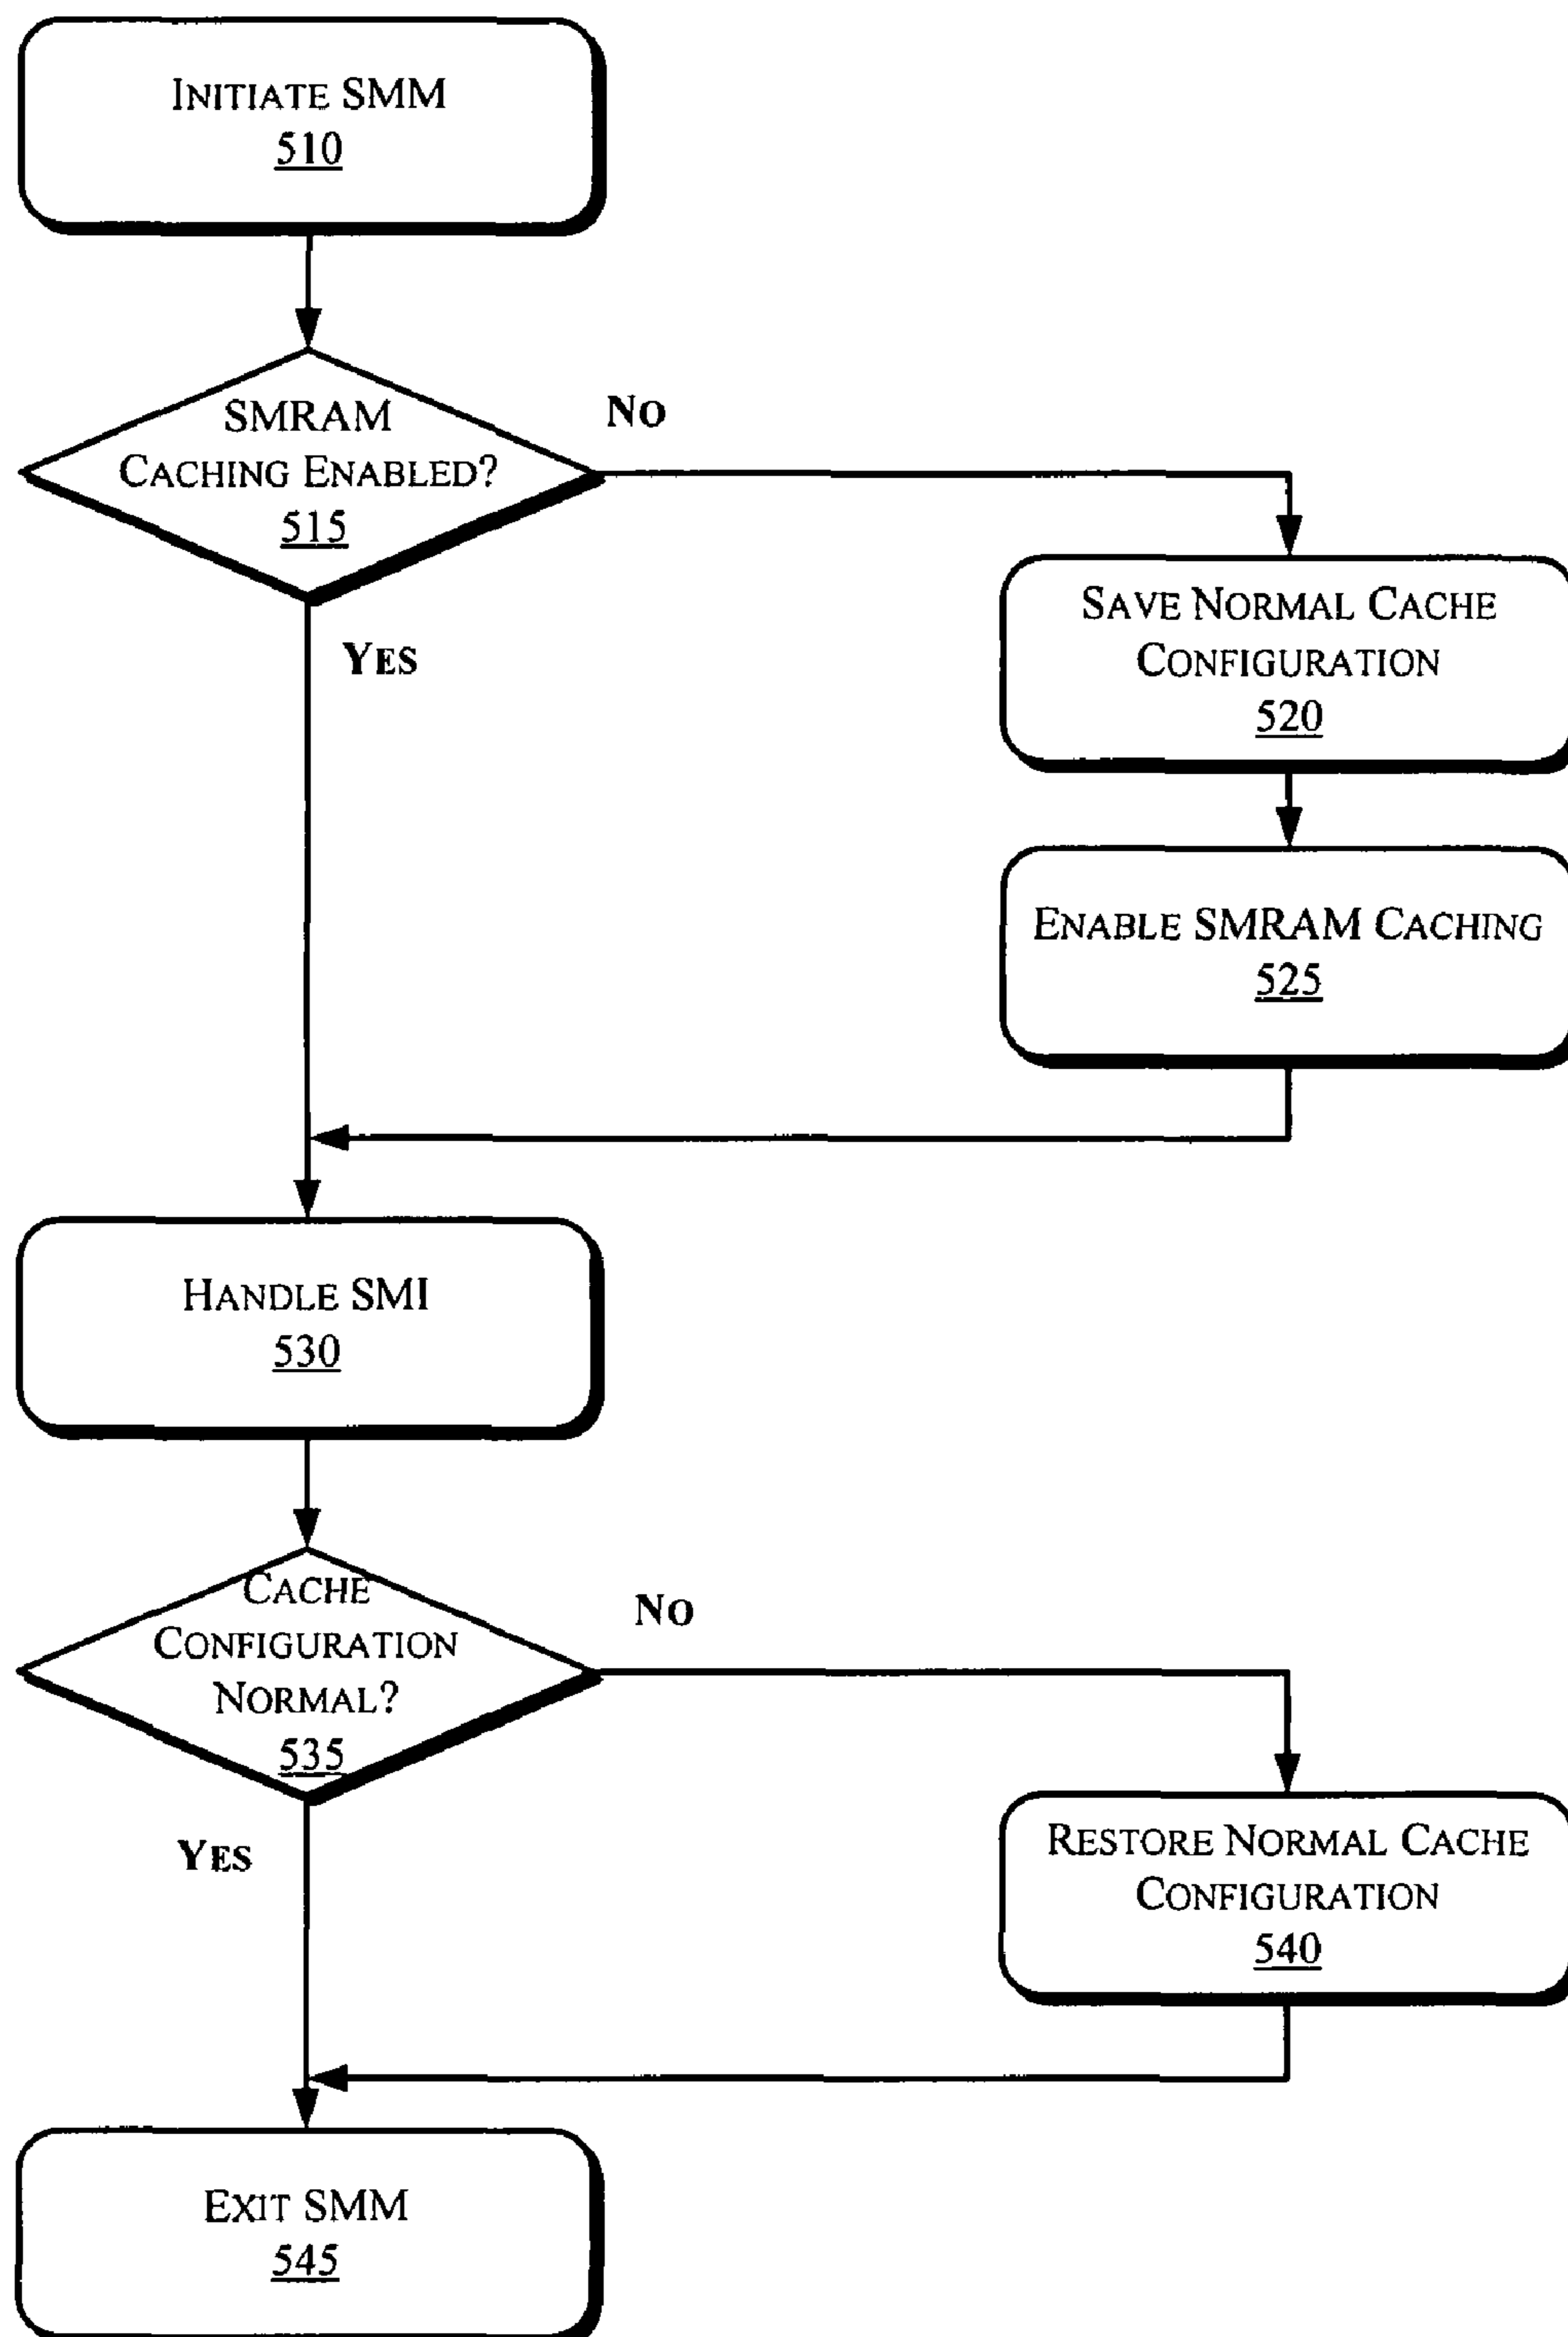 INITIATE SMM
510
SMRAM
CACHING ENABLED?
515
NO
YES
SAVE NORMAL CACHE
CONFIGURATION
520
ENABLE SMRAM CACHING
525
HANDLE SMI
530
CACHE
CONFIGURATION
NORMAL?
535
NO
YES
RESTORE NORMAL CACHE
CONFIGURATION
540
EXIT SMM
545